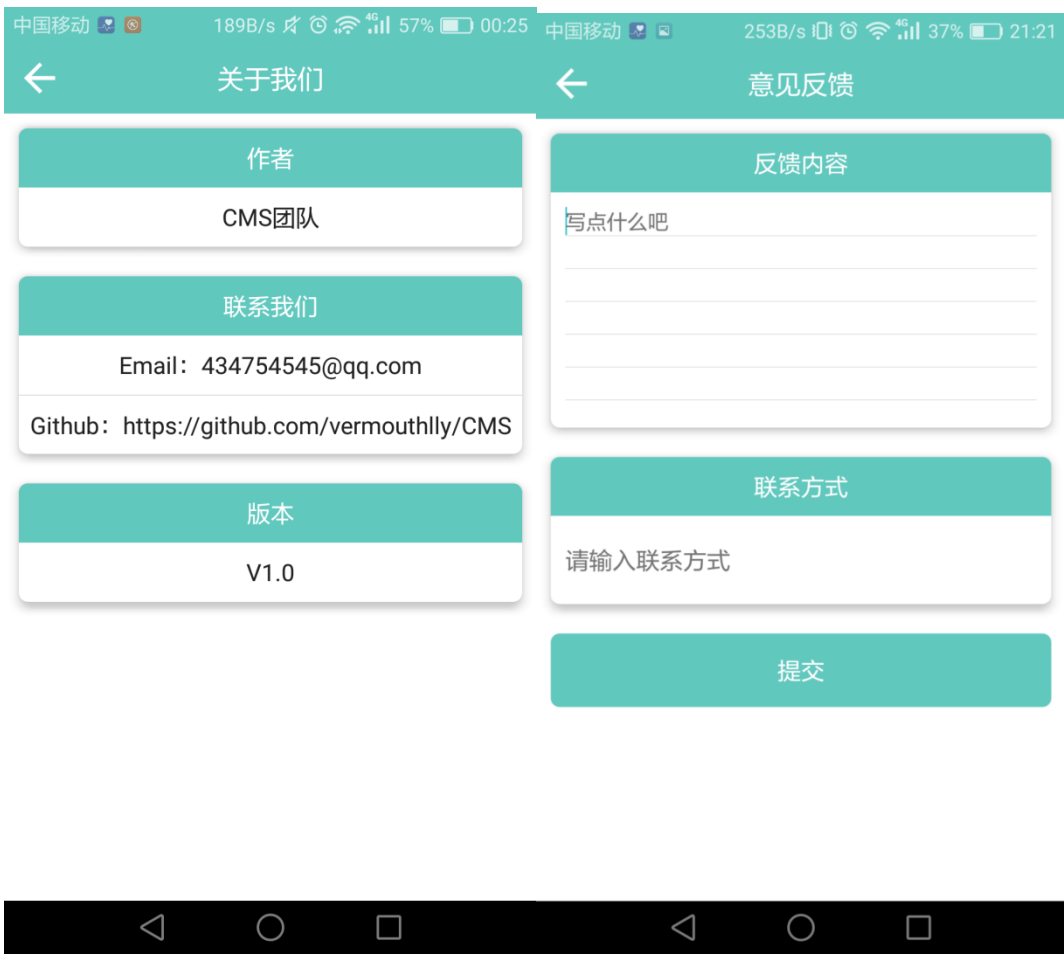 中国移动 189B/s 4G 57% 00:25
关于我们
作者
CMS团队
联系我们
Email：434754545@qq.com
Github：https://github.com/vermouthlly/CMS
版本
V1.0
中国移动 253B/s 4G 37% 21:21
意见反馈
反馈内容
写点什么吧
联系方式
请输入联系方式
提交